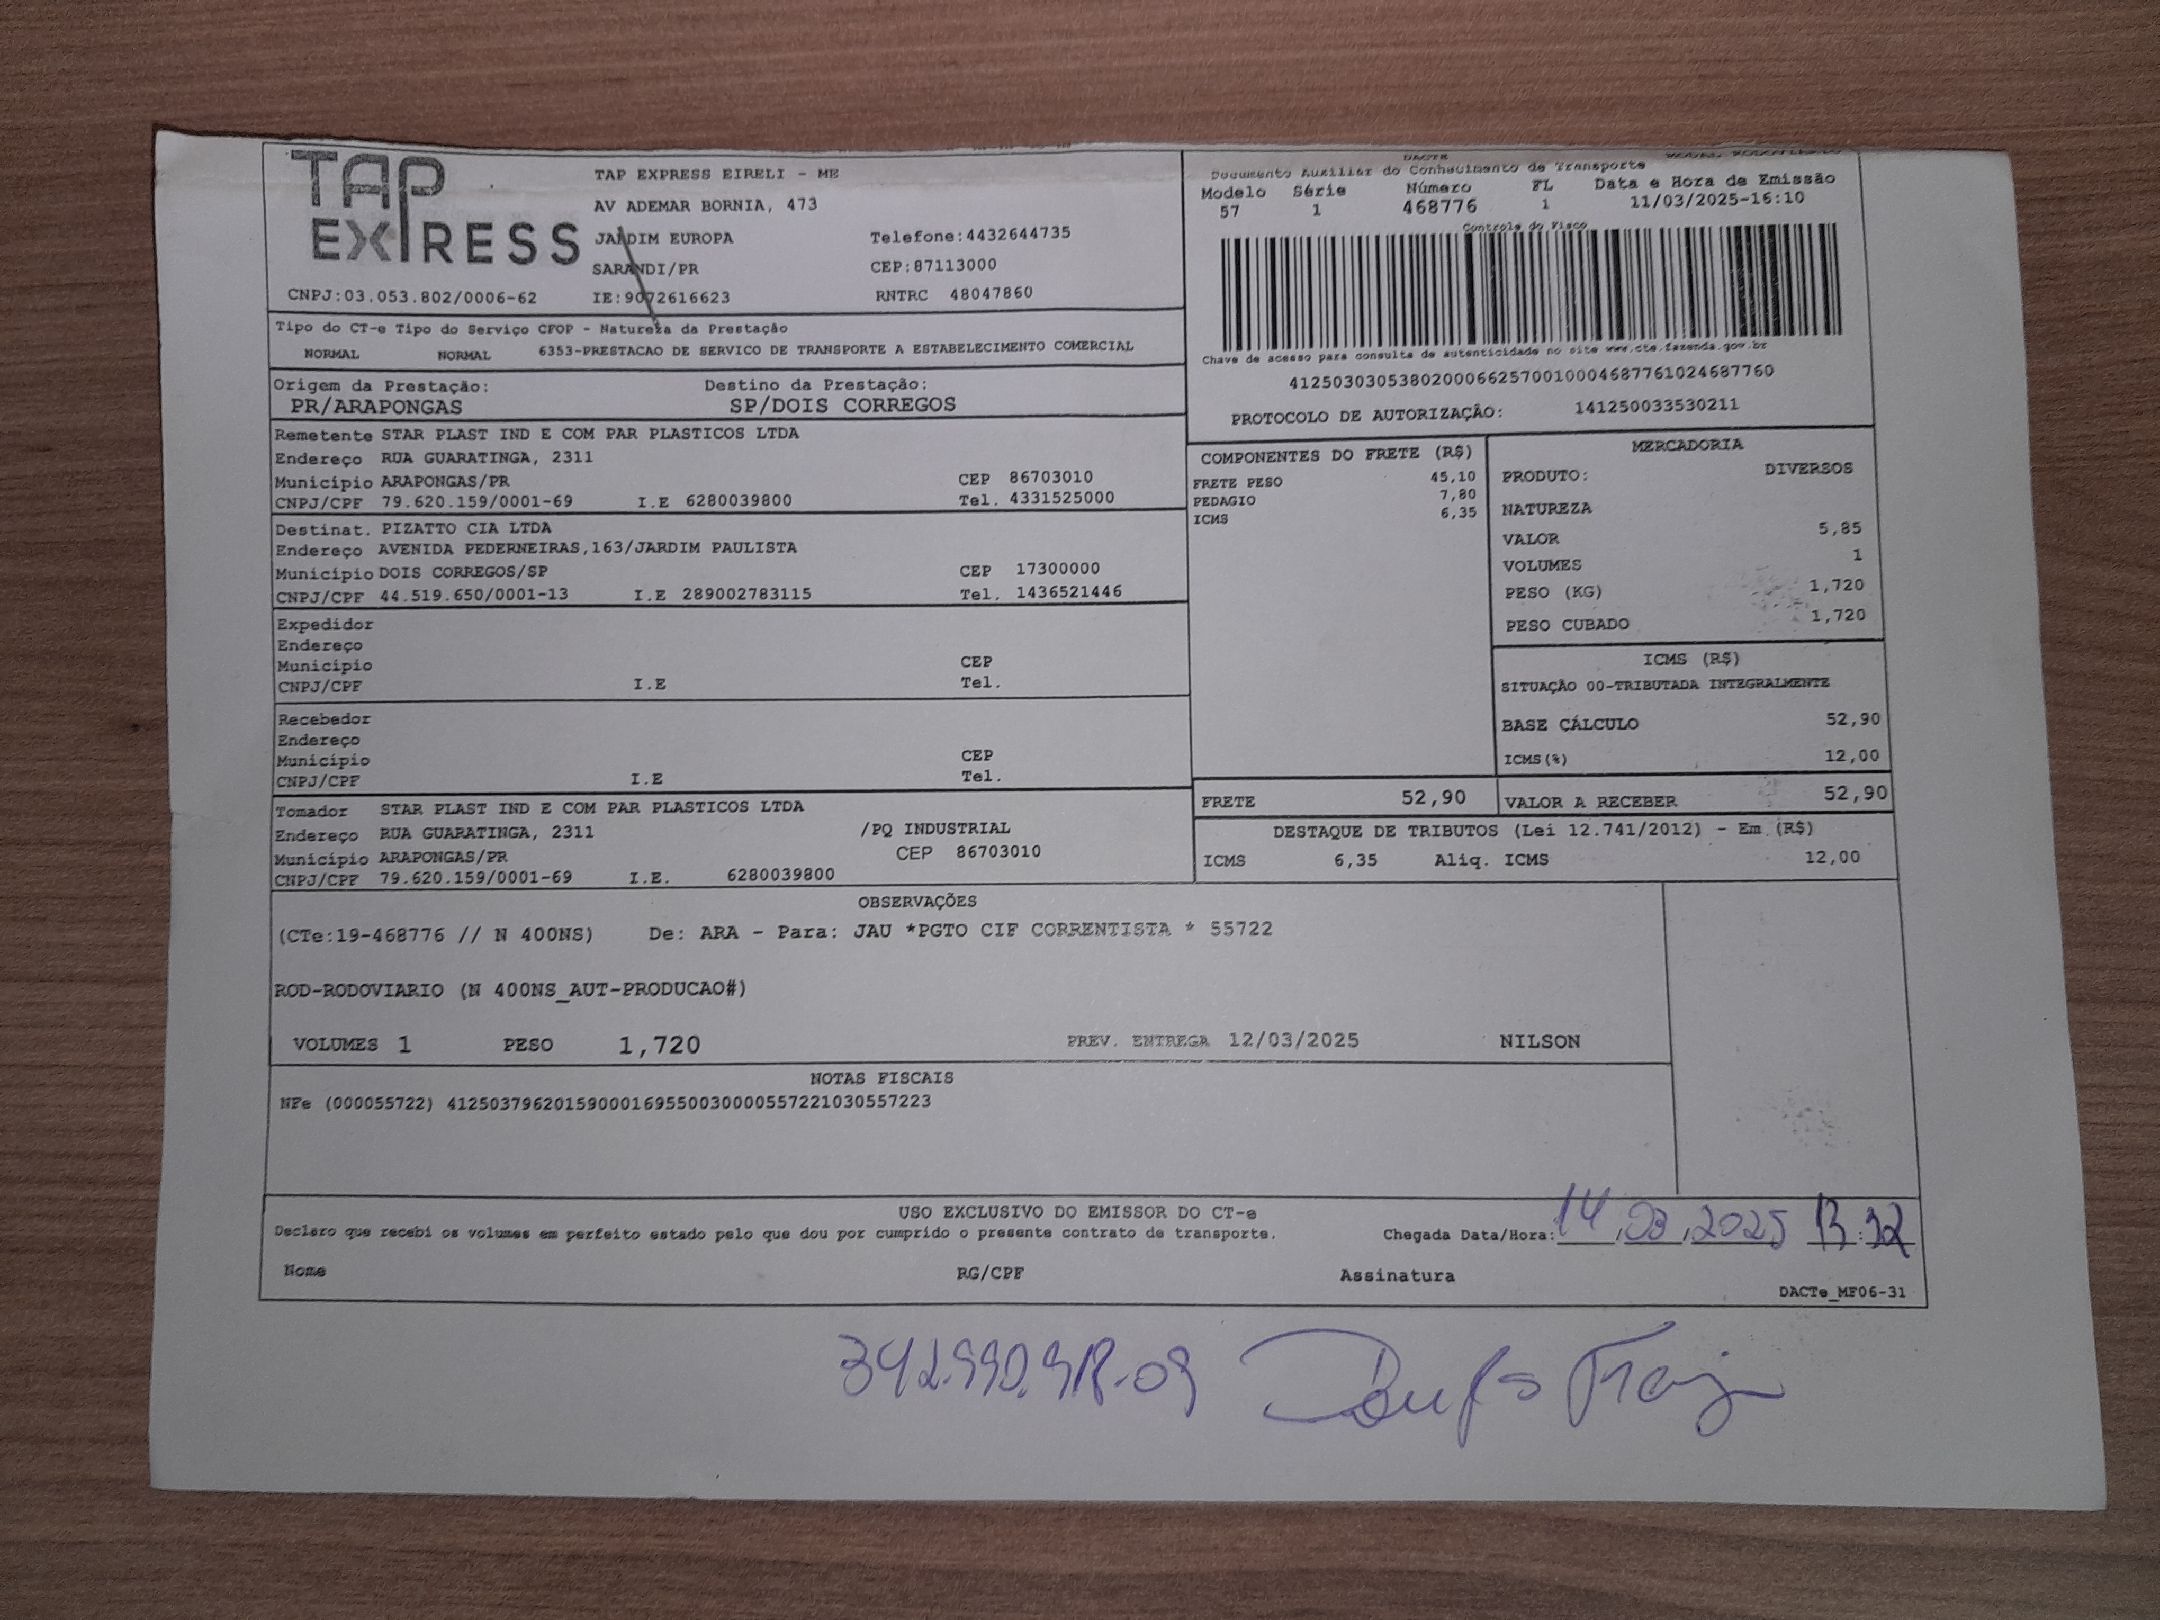 TAP EXPRESS
TAP EXPRESS EIRELI - ME
AV ADEMAR BORNIA, 473
JARDIM EUROPA Telefone:4432644735
SARANDI/PR CEP:87113000
CNPJ:03.053.802/0006-62 IE:9072616623 RNTRC 48047860
DACTE
Documento Auxiliar do Conhecimento de Transporte
Modelo Série Número FL Data e Hora de Emissão
57 1 468776 1 11/03/2025-16:10
Controle do Fisco
Chave de acesso para consulta de autenticidade no site www.cte.fazenda.gov.br
41250303053802000662570010004687761024687760
PROTOCOLO DE AUTORIZAÇÃO: 141250033530211
Tipo do CT-e Tipo do Serviço CFOP - Natureza da Prestação
NORMAL NORMAL 6353-PRESTACAO DE SERVICO DE TRANSPORTE A ESTABELECIMENTO COMERCIAL
Origem da Prestação: Destino da Prestação:
PR/ARAPONGAS SP/DOIS CORREGOS
Remetente STAR PLAST IND E COM PAR PLASTICOS LTDA
Endereço RUA GUARATINGA, 2311
Município ARAPONGAS/PR CEP 86703010
CNPJ/CPF 79.620.159/0001-69 I.E 6280039800 Tel. 4331525000
Destinat. PIZATTO CIA LTDA
Endereço AVENIDA PEDERNEIRAS,163/JARDIM PAULISTA
Município DOIS CORREGOS/SP CEP 17300000
CNPJ/CPF 44.519.650/0001-13 I.E 289002783115 Tel. 1436521446
Expedidor
Endereço
Município CEP
CNPJ/CPF I.E Tel.
Recebedor
Endereço
Município CEP
CNPJ/CPF I.E Tel.
Tomador STAR PLAST IND E COM PAR PLASTICOS LTDA
Endereço RUA GUARATINGA, 2311 /PQ INDUSTRIAL
Município ARAPONGAS/PR CEP 86703010
CNPJ/CPF 79.620.159/0001-69 I.E. 6280039800
COMPONENTES DO FRETE (R$)
FRETE PESO 45,10
PEDAGIO 7,80
ICMS 6,35
MERCADORIA
PRODUTO: DIVERSOS
NATUREZA
VALOR 5,85
VOLUMES 1
PESO (KG) 1,720
PESO CUBADO 1,720
ICMS (R$)
SITUAÇÃO 00-TRIBUTADA INTEGRALMENTE
BASE CÁLCULO 52,90
ICMS(%) 12,00
FRETE 52,90 VALOR A RECEBER 52,90
DESTAQUE DE TRIBUTOS (Lei 12.741/2012) - Em (R$)
ICMS 6,35 Aliq. ICMS 12,00
OBSERVAÇÕES
(CTe:19-468776 // N 400NS) De: ARA - Para: JAU *PGTO CIF CORRENTISTA * 55722
ROD-RODOVIARIO (N 400NS_AUT-PRODUCAO#)
VOLUMES 1 PESO 1,720 PREV. ENTREGA 12/03/2025 NILSON
NOTAS FISCAIS
NFe (000055722) 41250379620159000169550030000557221030557223
USO EXCLUSIVO DO EMISSOR DO CT-e
Declaro que recebi os volumes em perfeito estado pelo que dou por cumprido o presente contrato de transporte. Chegada Data/Hora: 14,03,2025
Nome RG/CPF Assinatura
DACTe_MF06-31